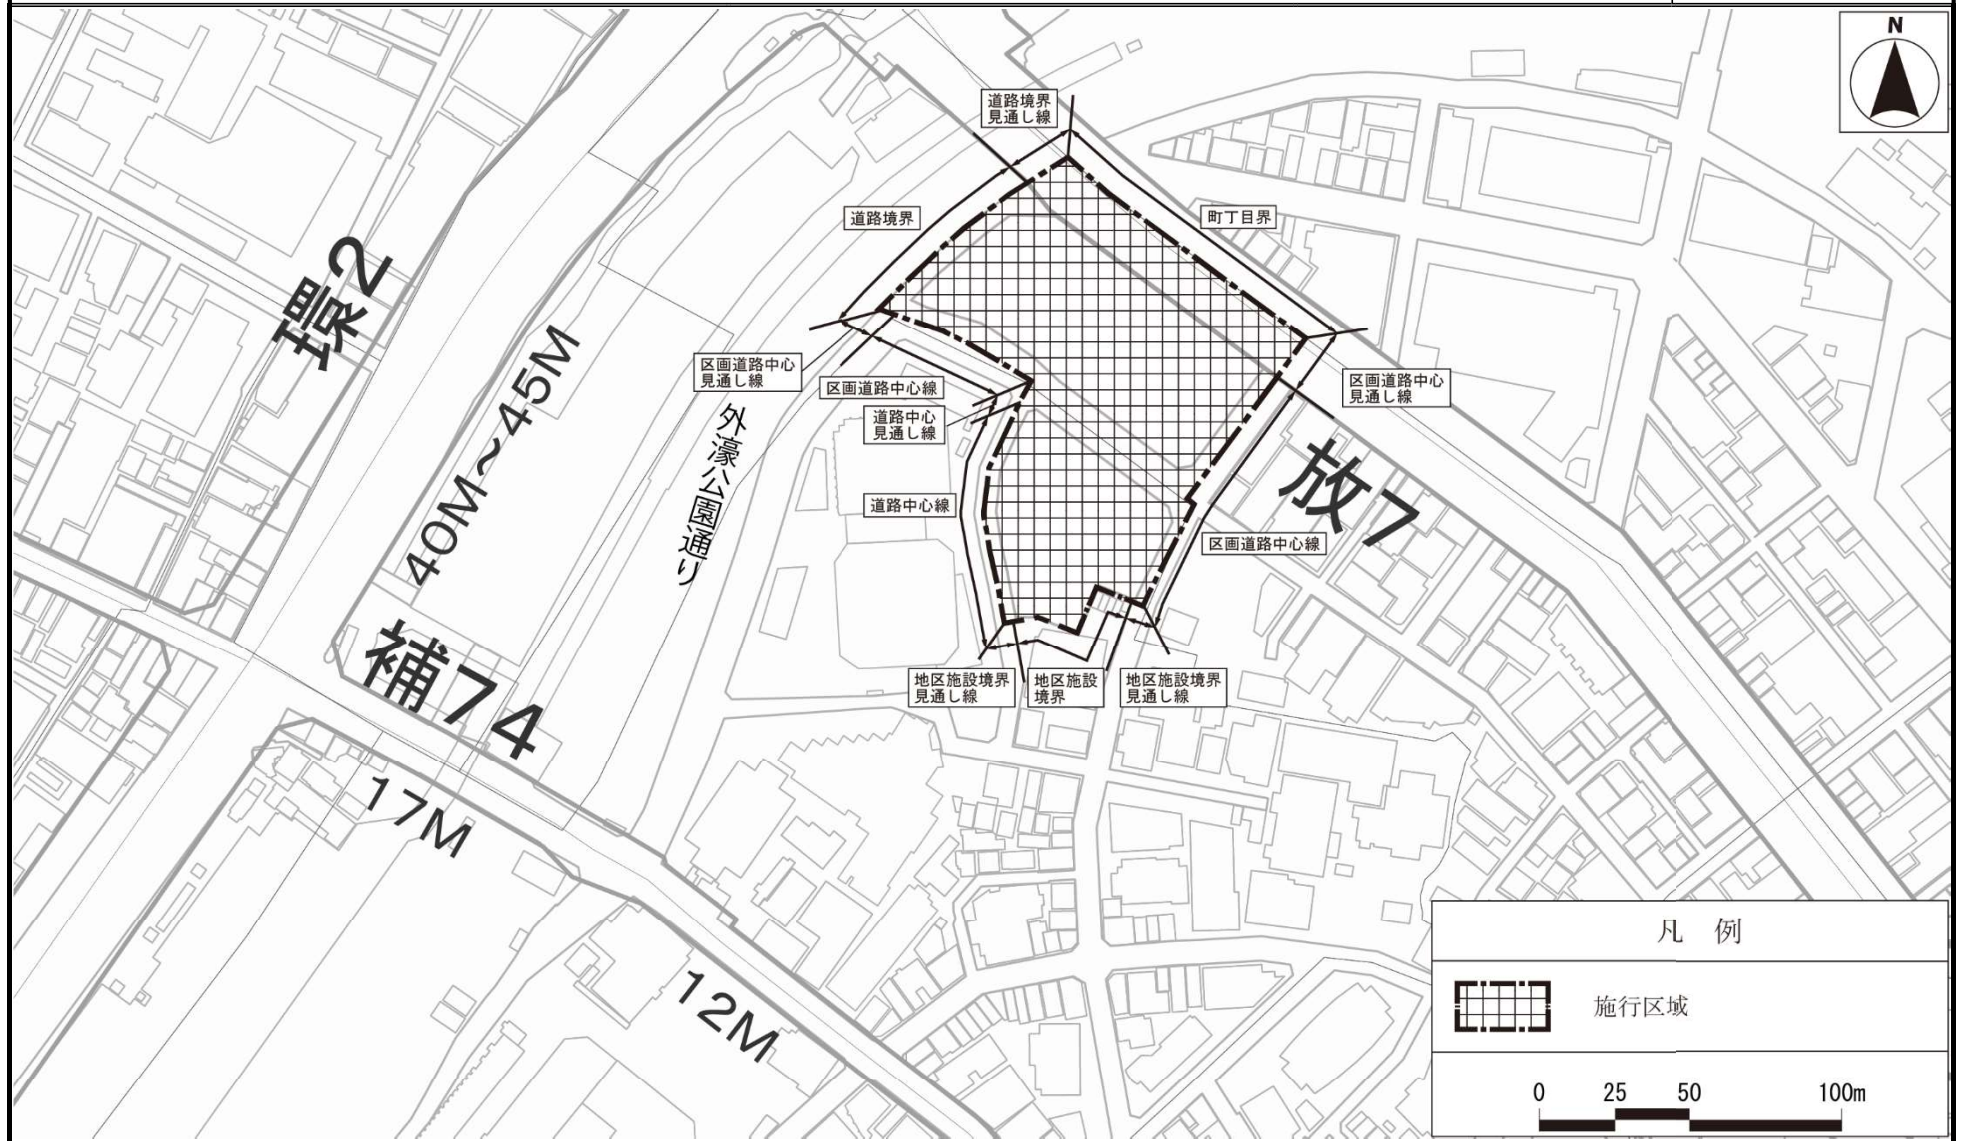 N
道路境界
見通し線
道路境界
町丁目界
環2
区画道路中心
見通し線
区画道路中心線
区画道路中心
見通し線
道路中心
見通し線
40M~45M
外濠公園通り
放7
道路中心線
区画道路中心線
補74
地区施設境界
見通し線
地区施設
境界
地区施設境界
見通し線
17M
12M
凡 例
施行区域
0 25 50 100m